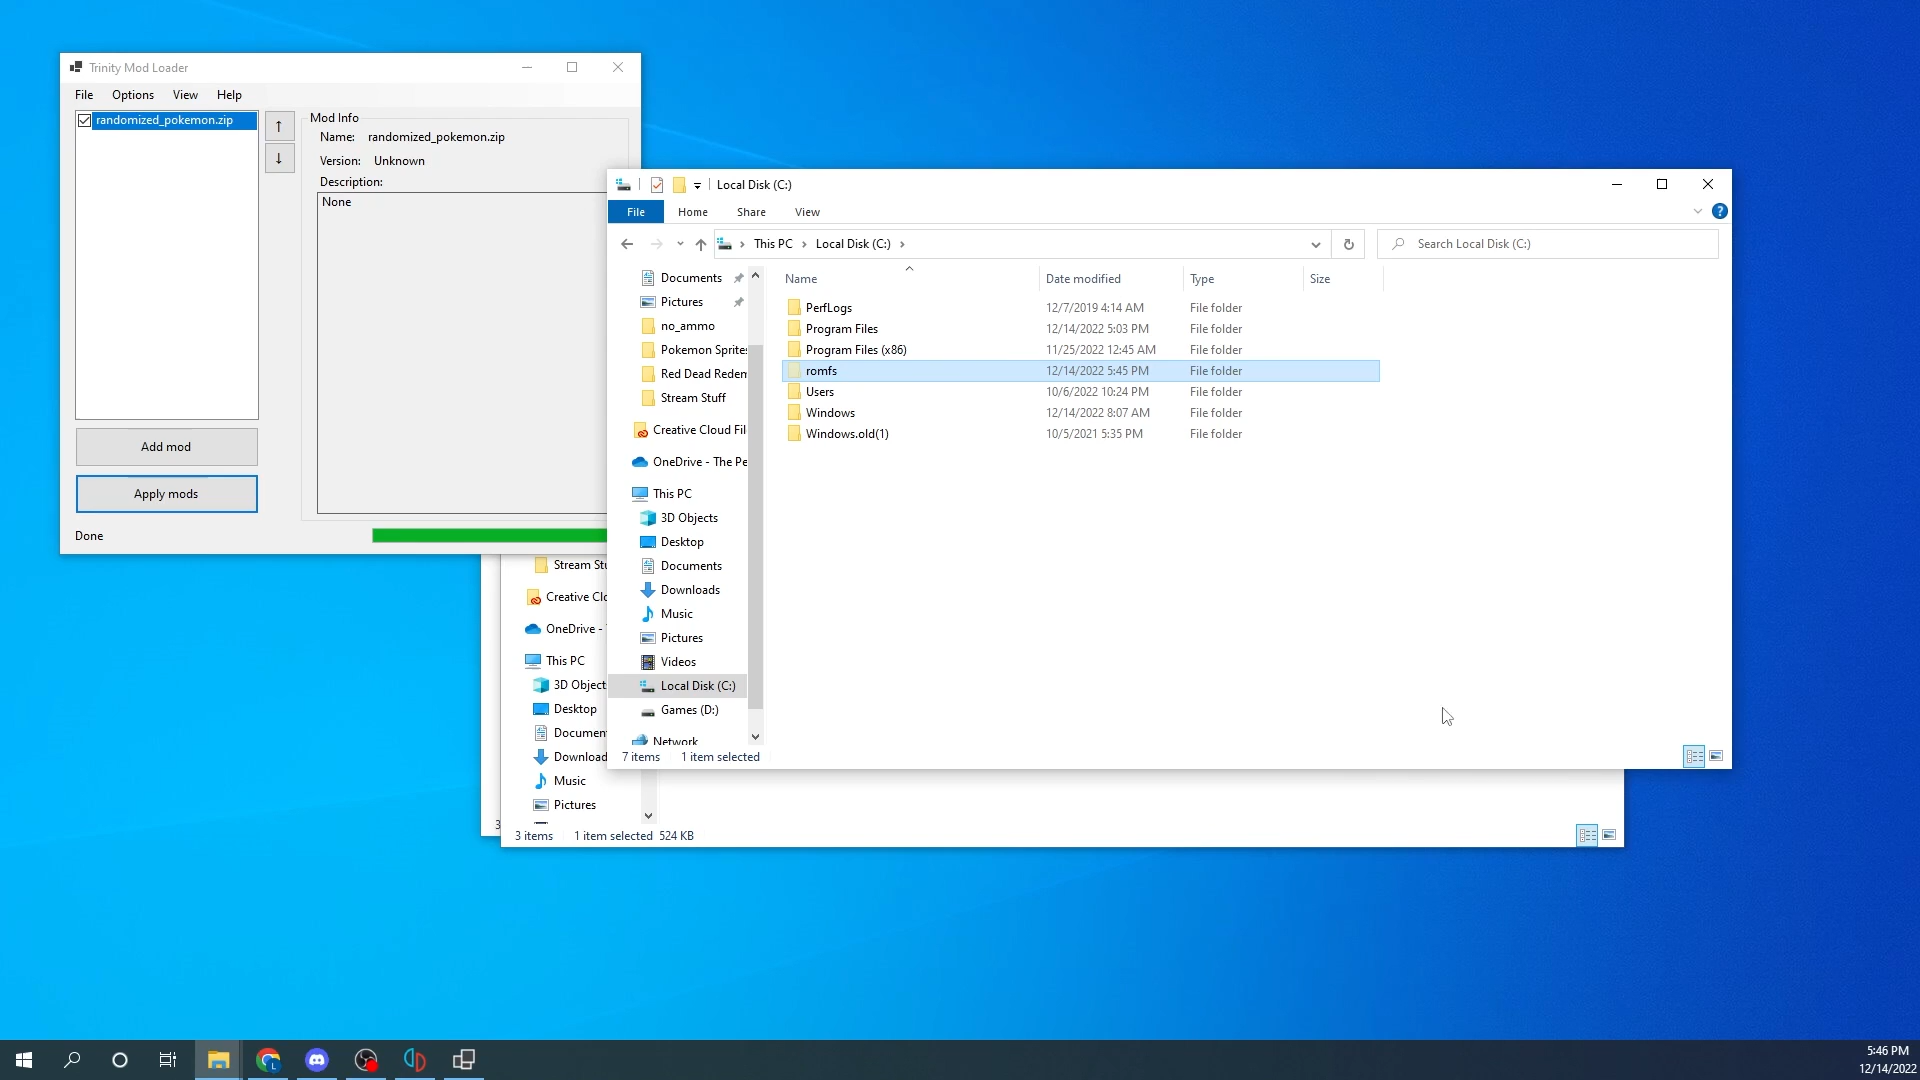 Trinity Mod Loader
File Options View Help
randomized_pokemon.zip
↑
↓
Mod Info
Name: randomized_pokemon.zip
Version: Unknown
Description:
None
Add mod
Apply mods
Done
Local Disk (C:)
File Home Share View
This PC › Local Disk (C:) ›
Search Local Disk (C:)
Documents
Pictures
no_ammo
Pokemon Sprites
Red Dead Redem
Stream Stuff
Creative Cloud Fil
OneDrive - The Pe
This PC
3D Objects
Desktop
Documents
Downloads
Music
Pictures
Videos
Local Disk (C:)
Games (D:)
Network
Name Date modified Type Size
PerfLogs 12/7/2019 4:14 AM File folder
Program Files 12/14/2022 5:03 PM File folder
Program Files (x86) 11/25/2022 12:45 AM File folder
romfs 12/14/2022 5:45 PM File folder
Users 10/6/2022 10:24 PM File folder
Windows 12/14/2022 8:07 AM File folder
Windows.old(1) 10/5/2021 5:35 PM File folder
7 items 1 item selected
Stream Stu
Creative Clo
OneDrive -
This PC
3D Object
Desktop
Documen
Download
Music
Pictures
3
3 items 1 item selected 524 KB
5:46 PM
12/14/2022